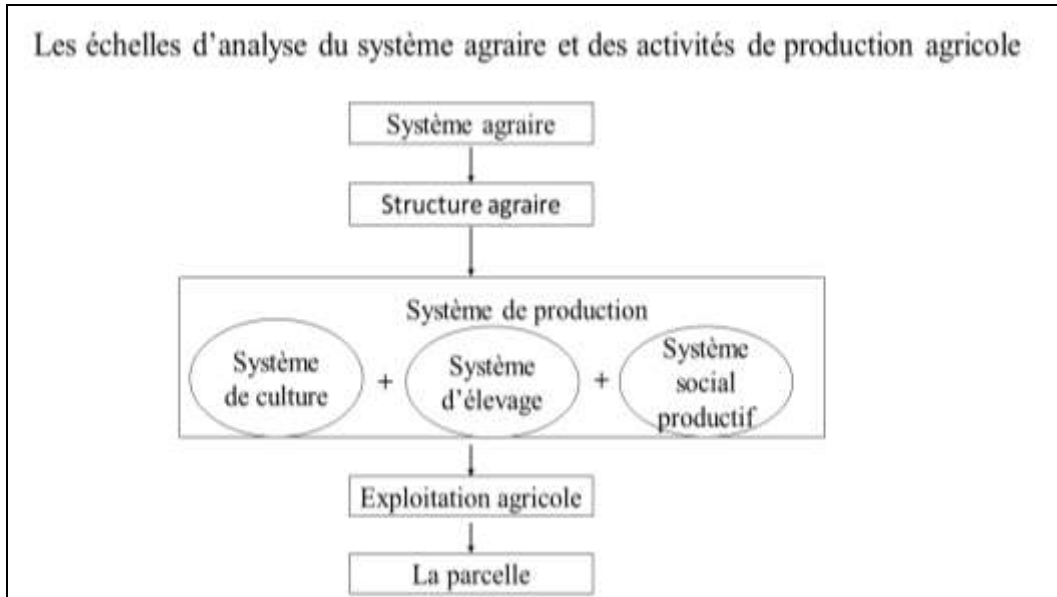 Les échelles d’analyse du système agraire et des activités de production agricole
Système agraire
Structure agraire
Système de production
Système
de culture
+
Système
d’élevage
+
Système
social
productif
Exploitation agricole
La parcelle